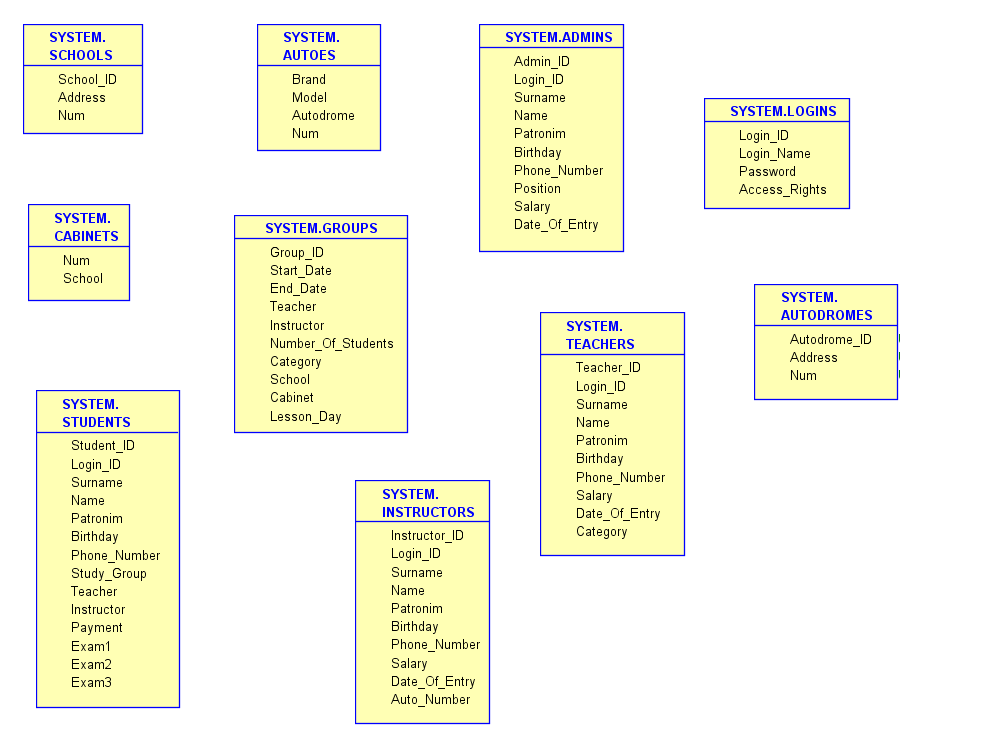 SYSTEM.
SCHOOLS
School_ID
Address
Num
SYSTEM.
AUTOES
Brand
Model
Autodrome
Num
SYSTEM.ADMINS
Admin_ID
Login_ID
Surname
Name
Patronim
Birthday
Phone_Number
Position
Salary
Date_Of_Entry
SYSTEM.LOGINS
Login_ID
Login_Name
Password
Access_Rights
SYSTEM.
CABINETS
Num
School
SYSTEM.GROUPS
Group_ID
Start_Date
End_Date
Teacher
Instructor
Number_Of_Students
Category
School
Cabinet
Lesson_Day
SYSTEM.
TEACHERS
Teacher_ID
Login_ID
Surname
Name
Patronim
Birthday
Phone_Number
Salary
Date_Of_Entry
Category
SYSTEM.
AUTODROMES
Autodrome_ID
Address
Num
SYSTEM.
STUDENTS
Student_ID
Login_ID
Surname
Name
Patronim
Birthday
Phone_Number
Study_Group
Teacher
Instructor
Payment
Exam1
Exam2
Exam3
SYSTEM.
INSTRUCTORS
Instructor_ID
Login_ID
Surname
Name
Patronim
Birthday
Phone_Number
Salary
Date_Of_Entry
Auto_Number